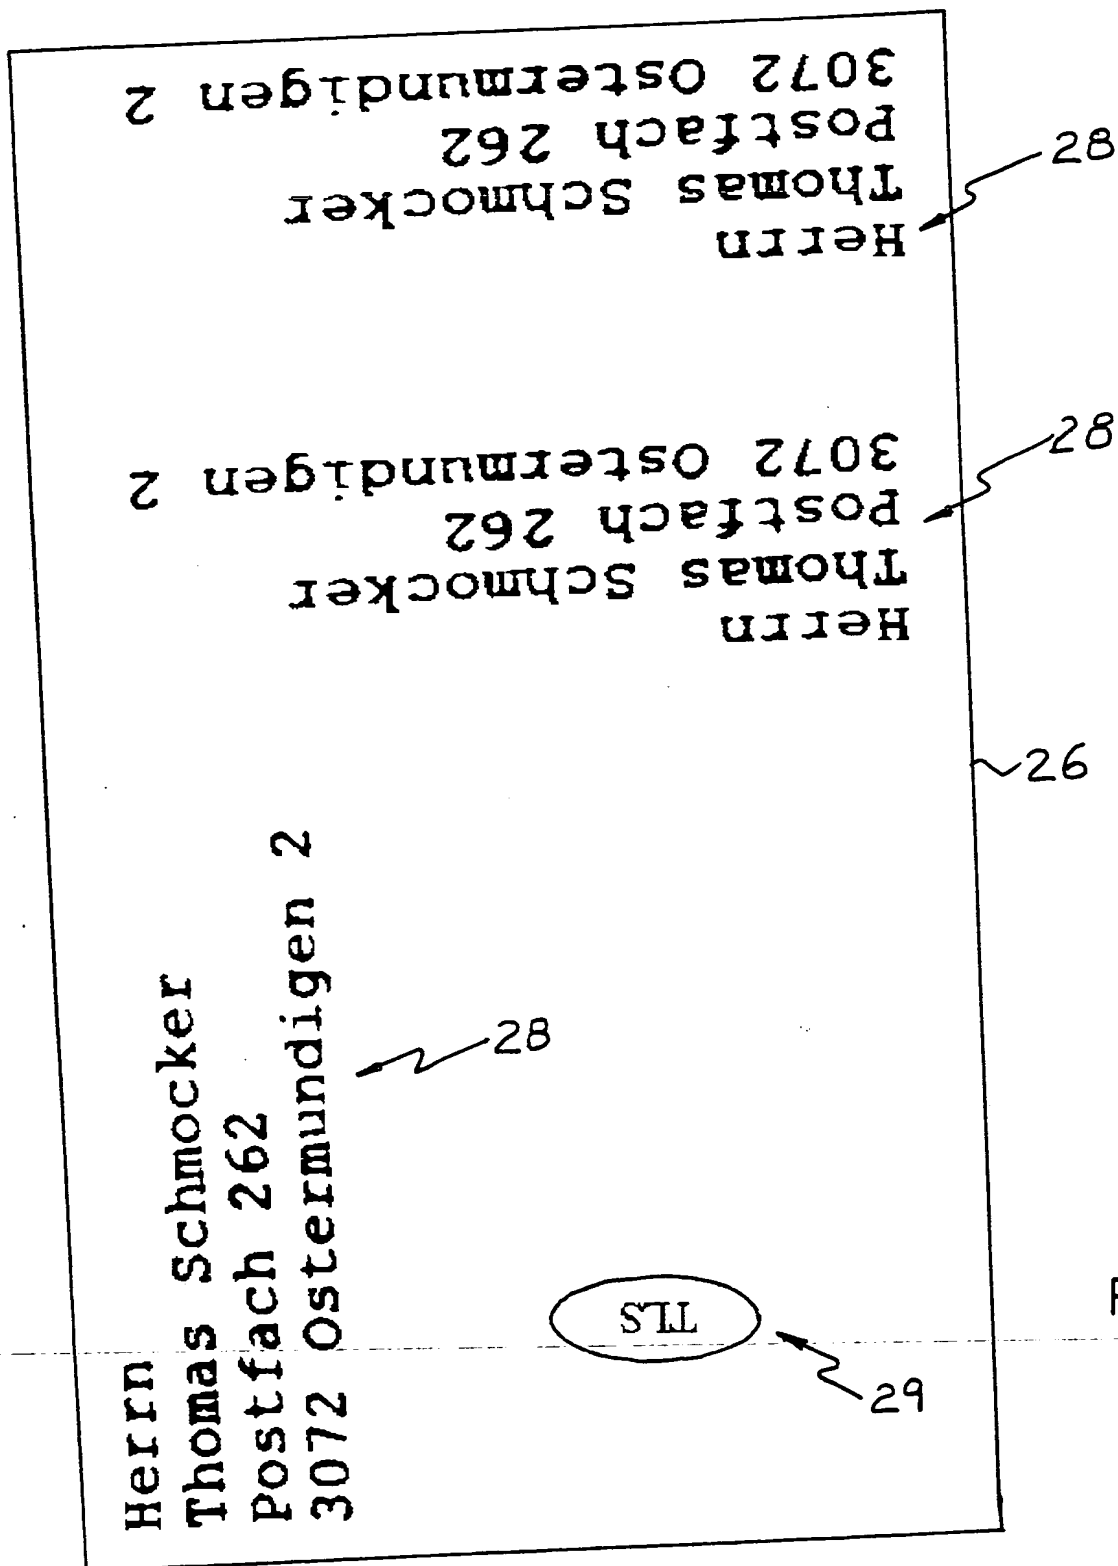 Herrn
Thomas Schmocker
Postfach 262
3072 Ostermundigen 2
28
Herrn
Thomas Schmocker
Postfach 262
3072 Ostermundigen 2
28
26
Herrn
Thomas Schmocker
Postfach 262
3072 Ostermundigen 2
28
TLS
29
F